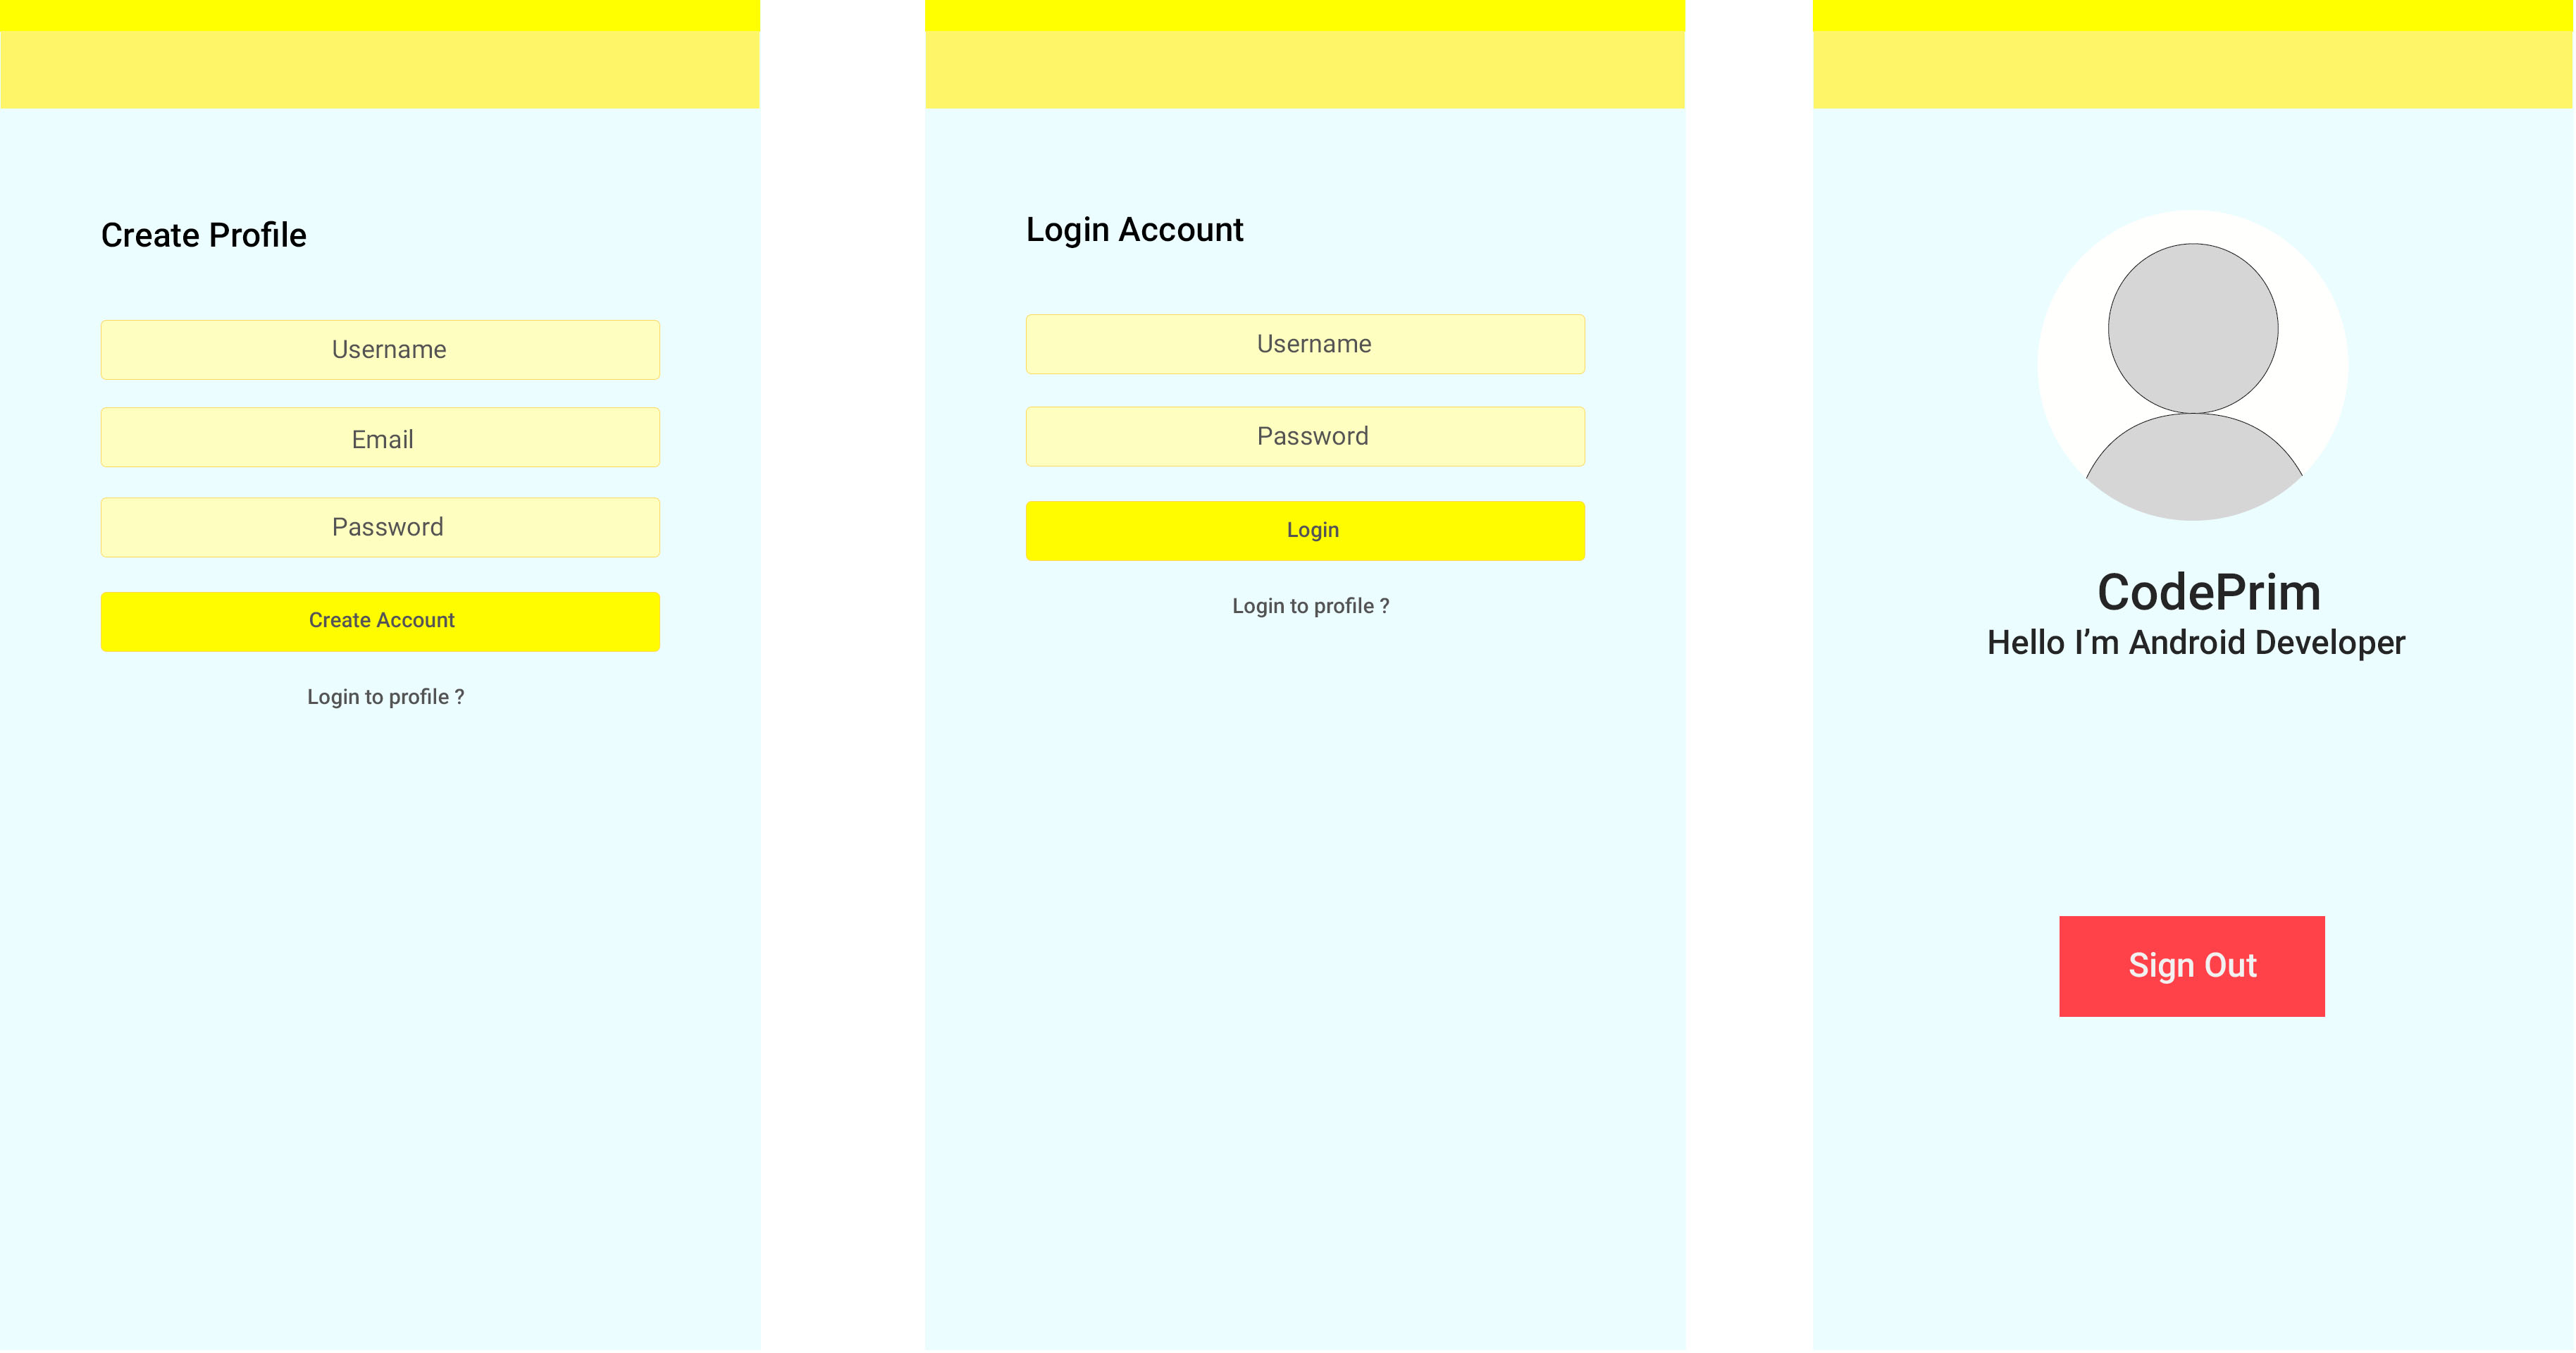 Create Profile
Username
Email
Password
Create Account
Login to profile ?
Login Account
Username
Password
Login
Login to profile ?
CodePrim
Hello I’m Android Developer
Sign Out